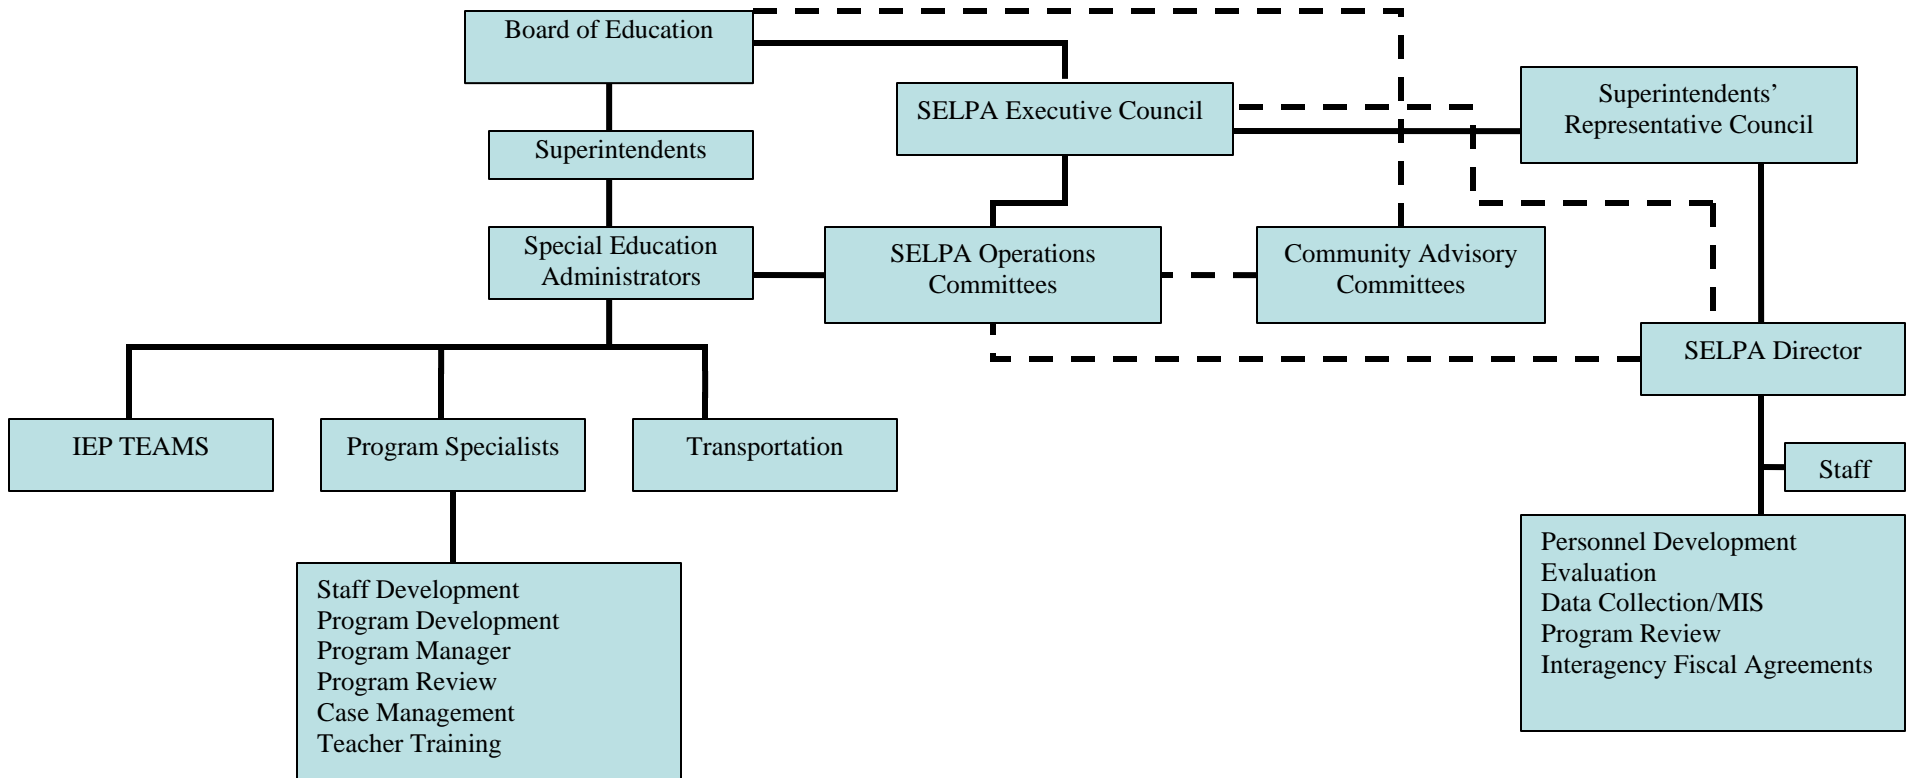 Board of Education
SELPA Executive Council
Superintendents’
Representative Council
Superintendents
Special Education
Administrators
SELPA Operations
Committees
Community Advisory
Committees
SELPA Director
IEP TEAMS
Program Specialists
Transportation
Staff
Staff Development
Program Development
Program Manager
Program Review
Case Management
Teacher Training
Personnel Development
Evaluation
Data Collection/MIS
Program Review
Interagency Fiscal Agreements